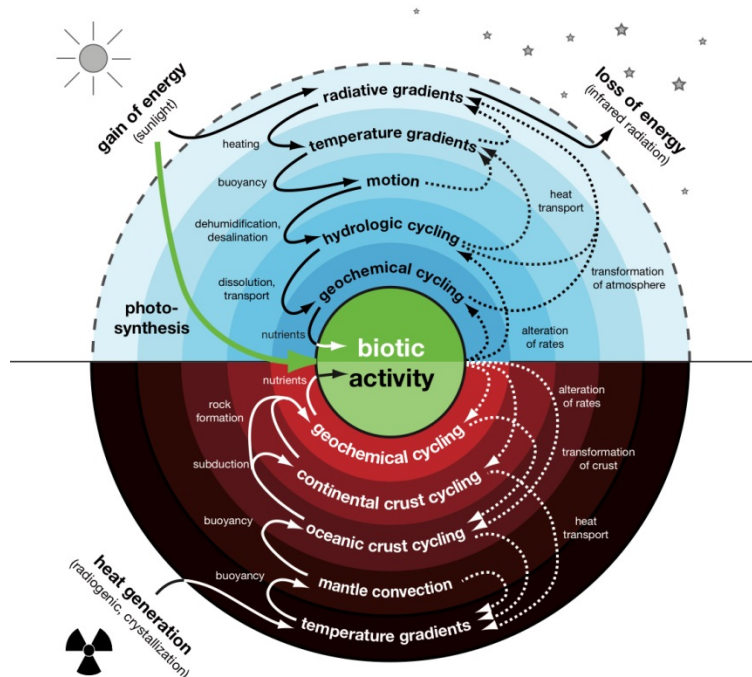 gain of energy
(sunlight)
loss of energy
(infrared radiation)
radiative gradients
heating
temperature gradients
buoyancy
motion
heat
transport
dehumidification,
desalination
hydrologic cycling
dissolution,
transport
geochemical cycling
transformation
of atmosphere
photo-
synthesis
nutrients
alteration
of rates
biotic
activity
nutrients
alteration
of rates
rock
formation
geochemical cycling
subduction
transformation
of crust
continental crust cycling
buoyancy
oceanic crust cycling
heat
transport
buoyancy
mantle convection
heat generation
(radiogenic, crystallization)
temperature gradients